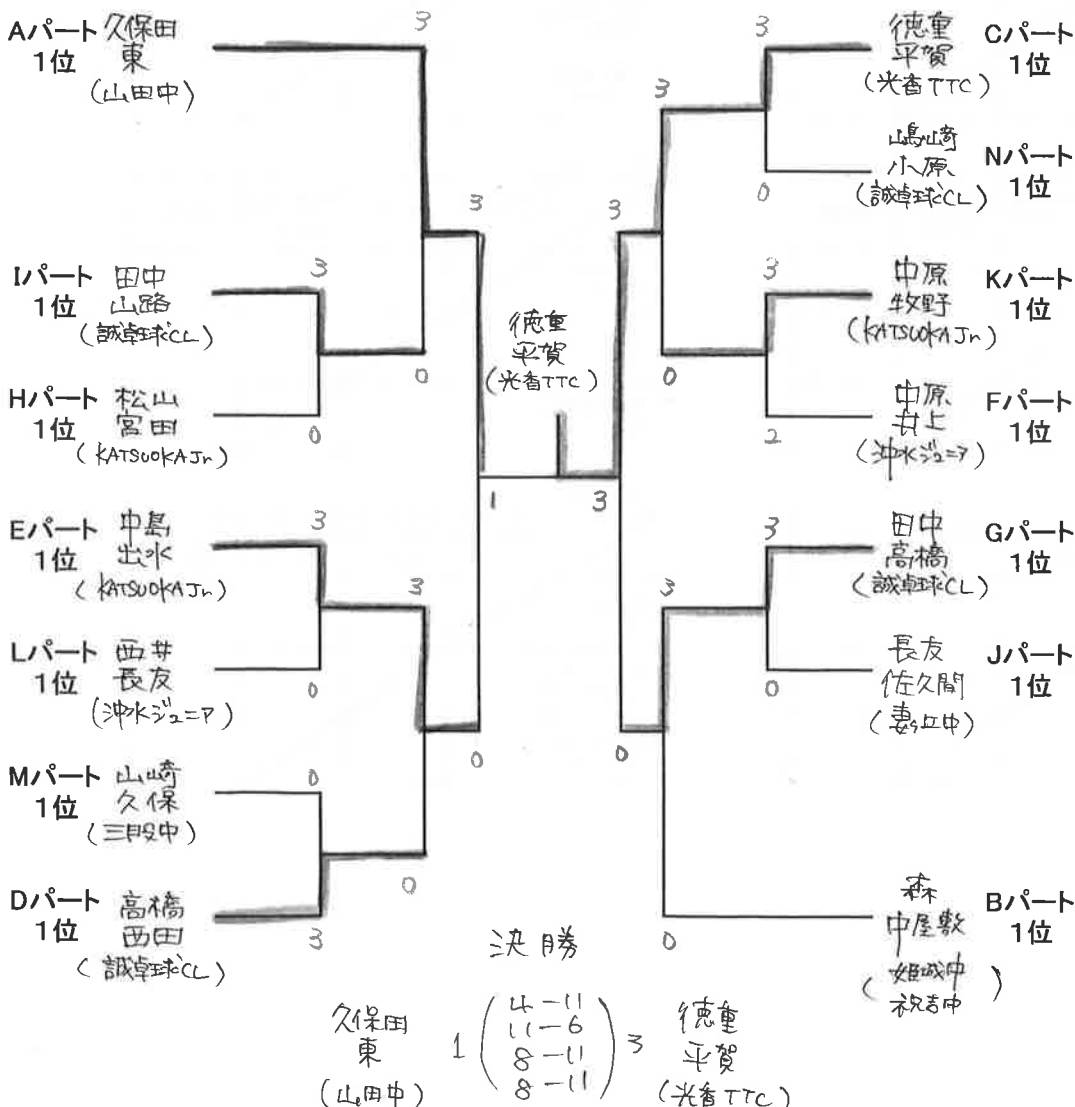 Aパート 久保田
1位 東
(山田中)
3
Iパート 田中
1位 山路
(誠卓球CL)
3
0
Hパート 松山
1位 宮田
(KATSUOKA Jr)
0
3
Eパート 中島
1位 出水
(KATSUOKA Jr)
3
3
Lパート 西井
1位 長友
(沖水ジュニア)
0
0
Mパート 山崎
1位 久保
(三股中)
0
0
Dパート 高橋
1位 西田
(誠卓球CL)
3
徳重
平賀
(光香TTC)
1 3
3
徳重 Cパート
平賀 1位
(光香TTC)
3
嶋崎 Nパート
小原 1位
(誠卓球CL)
0
3
中原 Kパート
牧野 1位
(KATSUOKA Jr)
3
0
中原 Fパート
井上 1位
(沖水ジュニア)
2
田中 Gパート
高橋 1位
(誠卓球CL)
3
3
長友 Jパート
佐久間 1位
(妻ヶ丘中)
0
0
森 Bパート
中屋敷 1位
(姫城中
祝吉中)
0
決勝
久保田 徳重
東 1 3 平賀
(山田中) (光香TTC)
4-11
11-6
8-11
8-11